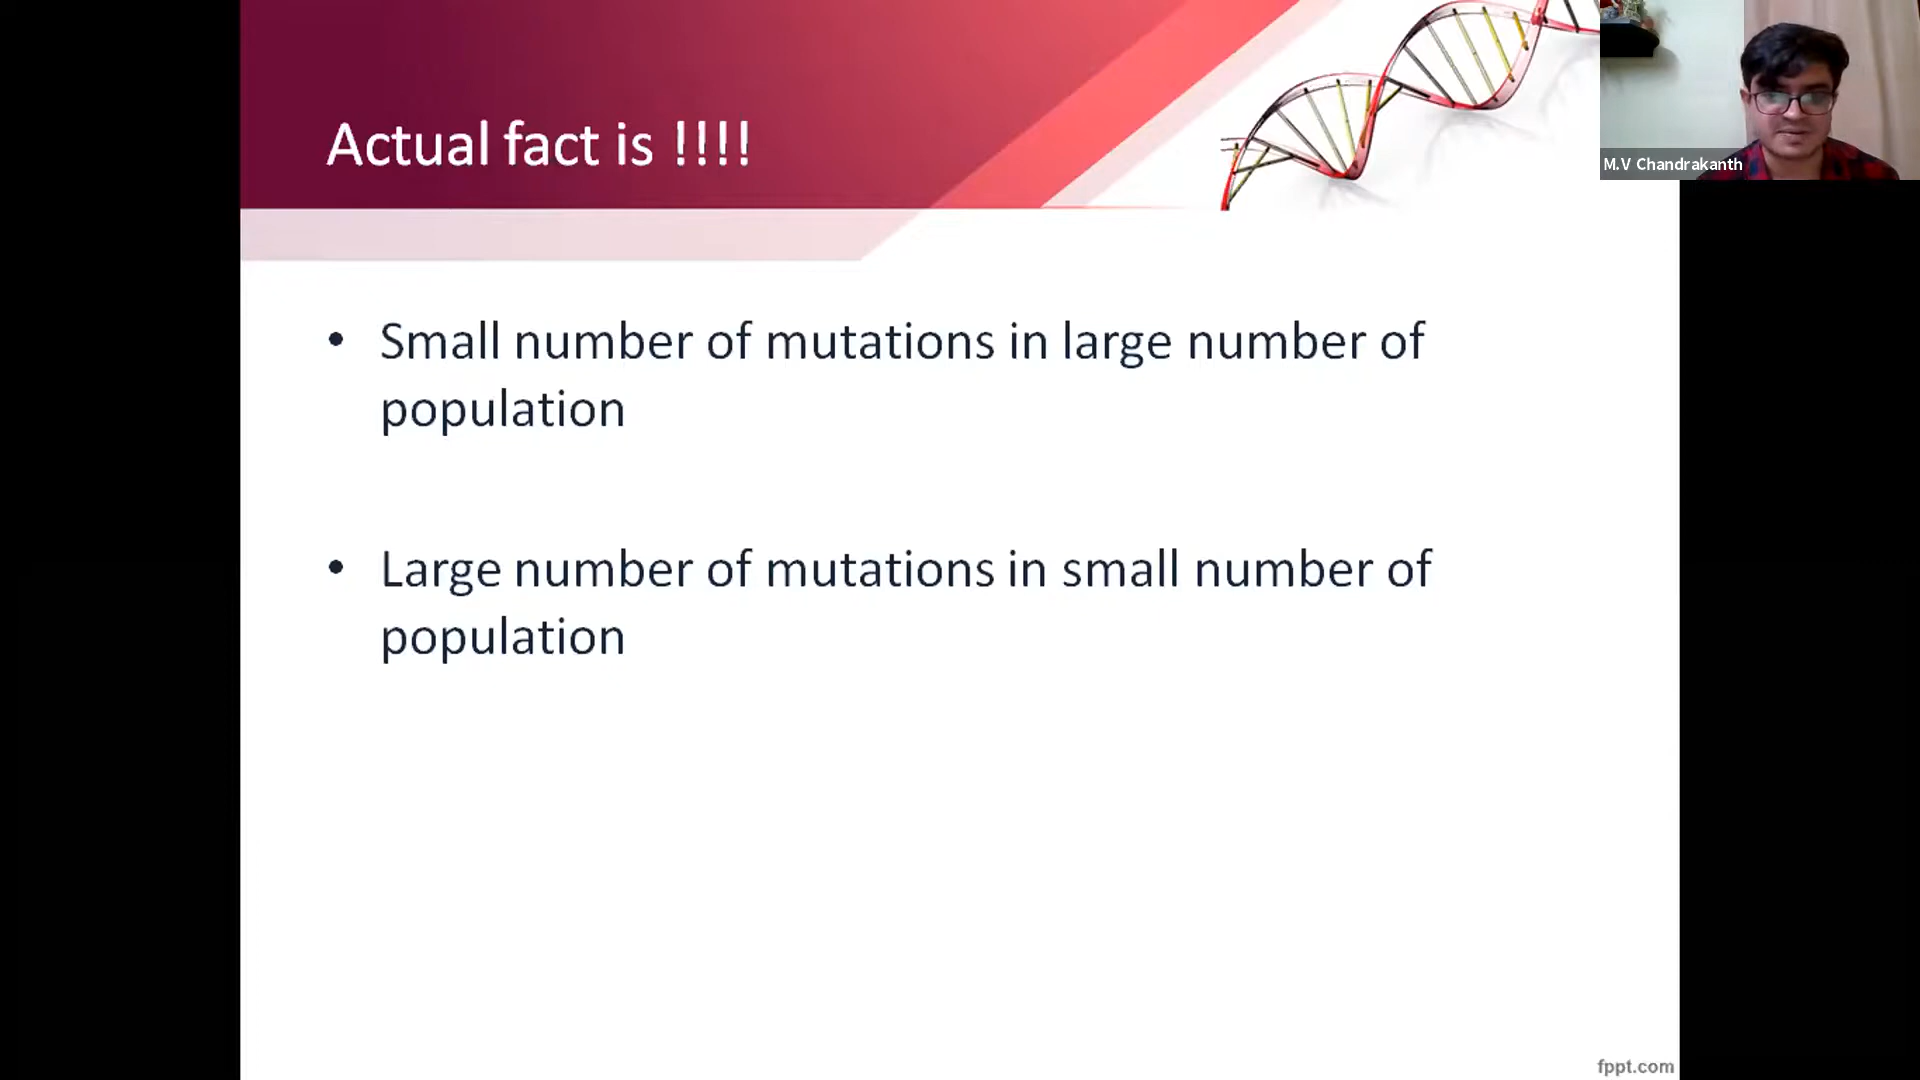 Actual fact is !!!!
M.V Chandrakanth
• Small number of mutations in large number of
population
• Large number of mutations in small number of
population
fppt.com